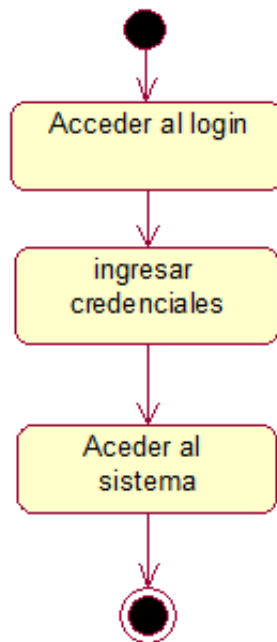 Acceder al login
ingresar
credenciales
Aceder al
sistema